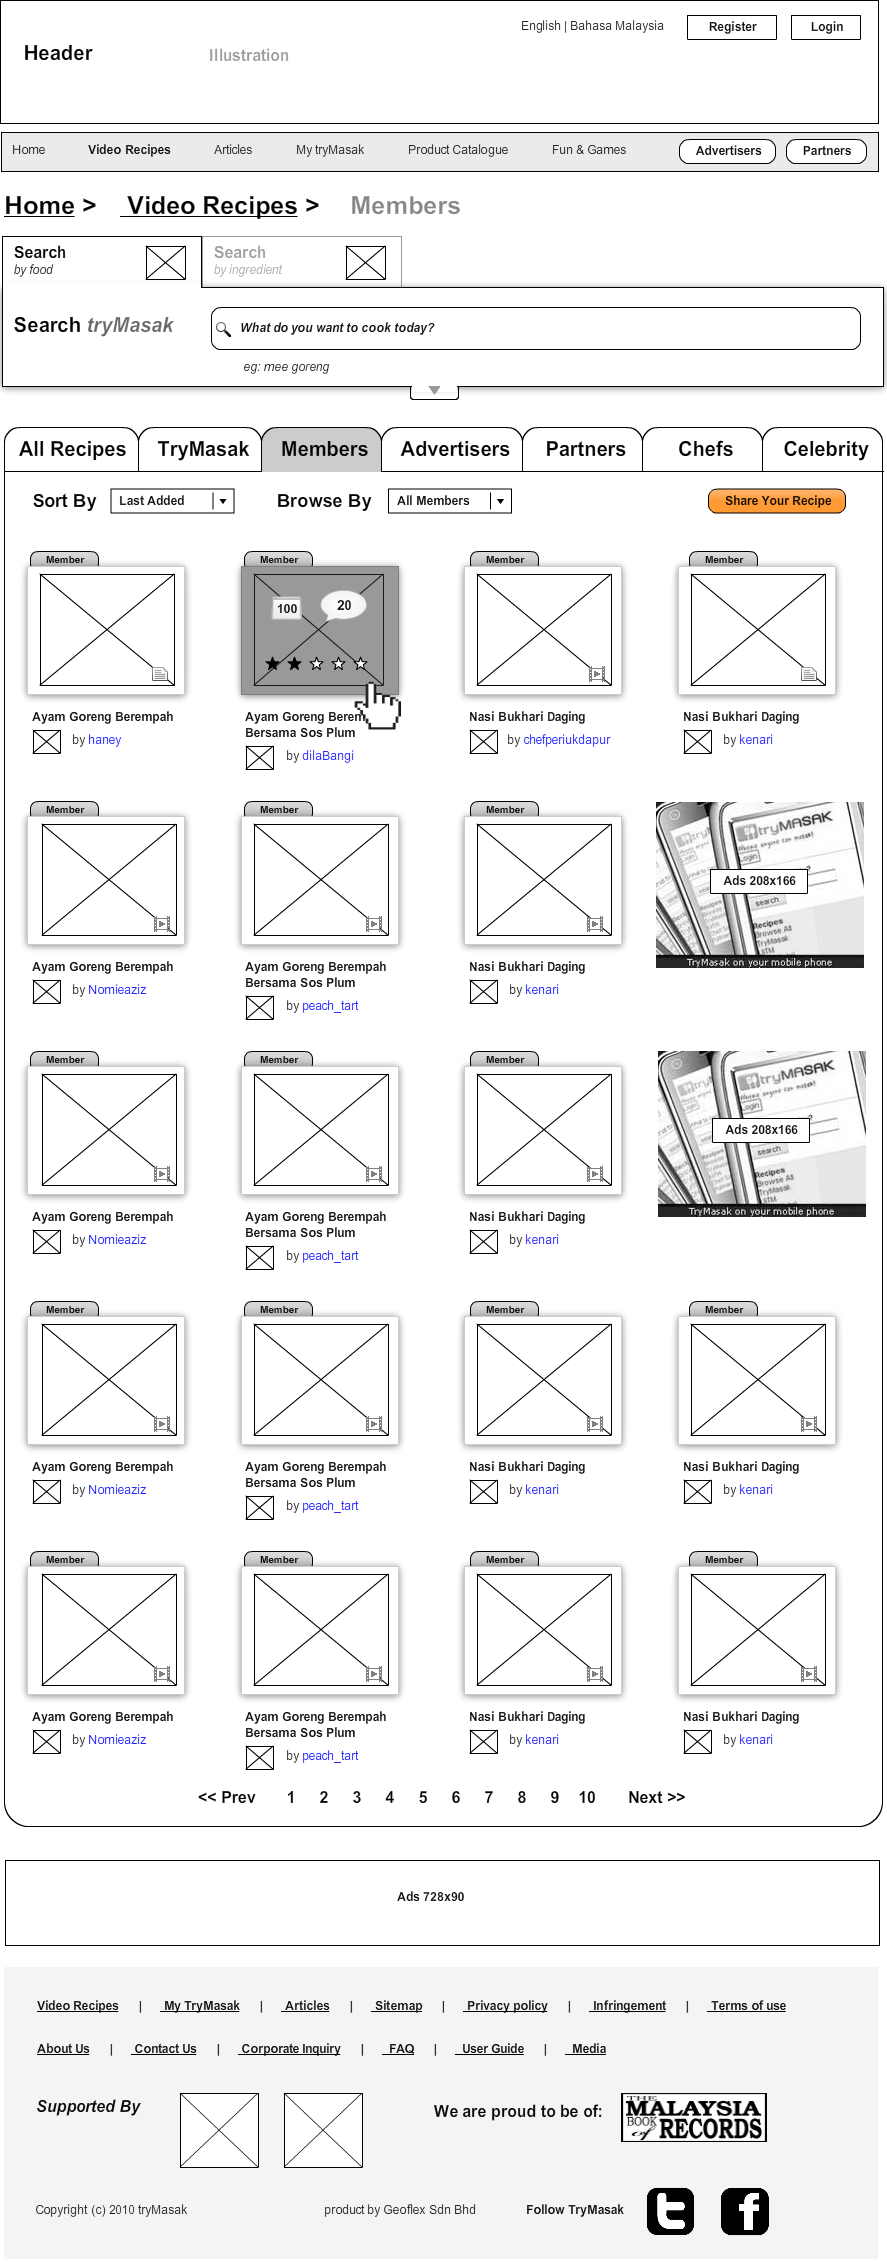 English | Bahasa Malaysia Register Login
Header Illustration
Home Video Recipes Articles My tryMasak Product Catalogue Fun & Games Advertisers Partners
Home > Video Recipes > Members
Search Search
by food by ingredient
Search tryMasak What do you want to cook today?
eg: mee goreng
All Recipes TryMasak Members Advertisers Partners Chefs Celebrity
Sort By Last Added Browse By All Members Share Your Recipe
Member Member Member Member
100 20
Ayam Goreng Berempah Ayam Goreng Berem Nasi Bukhari Daging Nasi Bukhari Daging
Bersama Sos Plum
by haney by dilaBangi by chefperiukdapur by kenari
Member Member Member
tryMASAK
Login
Ads 208x166
search
Recipes
Browse All
TryMasak
TryMasak on your mobile phone
Ayam Goreng Berempah Ayam Goreng Berempah Nasi Bukhari Daging
Bersama Sos Plum
by Nomieaziz by peach_tart by kenari
Member Member Member
tryMASAK
Login
Ads 208x166
search
Recipes
Browse All
TryMasak
TryMasak on your mobile phone
Ayam Goreng Berempah Ayam Goreng Berempah Nasi Bukhari Daging
Bersama Sos Plum
by Nomieaziz by peach_tart by kenari
Member Member Member Member
Ayam Goreng Berempah Ayam Goreng Berempah Nasi Bukhari Daging Nasi Bukhari Daging
Bersama Sos Plum
by Nomieaziz by peach_tart by kenari by kenari
Member Member Member Member
Ayam Goreng Berempah Ayam Goreng Berempah Nasi Bukhari Daging Nasi Bukhari Daging
Bersama Sos Plum
by Nomieaziz by peach_tart by kenari by kenari
<< Prev 1 2 3 4 5 6 7 8 9 10 Next >>
Ads 728x90
Video Recipes | My TryMasak | Articles | Sitemap | Privacy policy | Infringement | Terms of use
About Us | Contact Us | Corporate Inquiry | FAQ | User Guide | Media
Supported By We are proud to be of: THE MALAYSIA BOOK of RECORDS
Copyright (c) 2010 tryMasak product by Geoflex Sdn Bhd Follow TryMasak